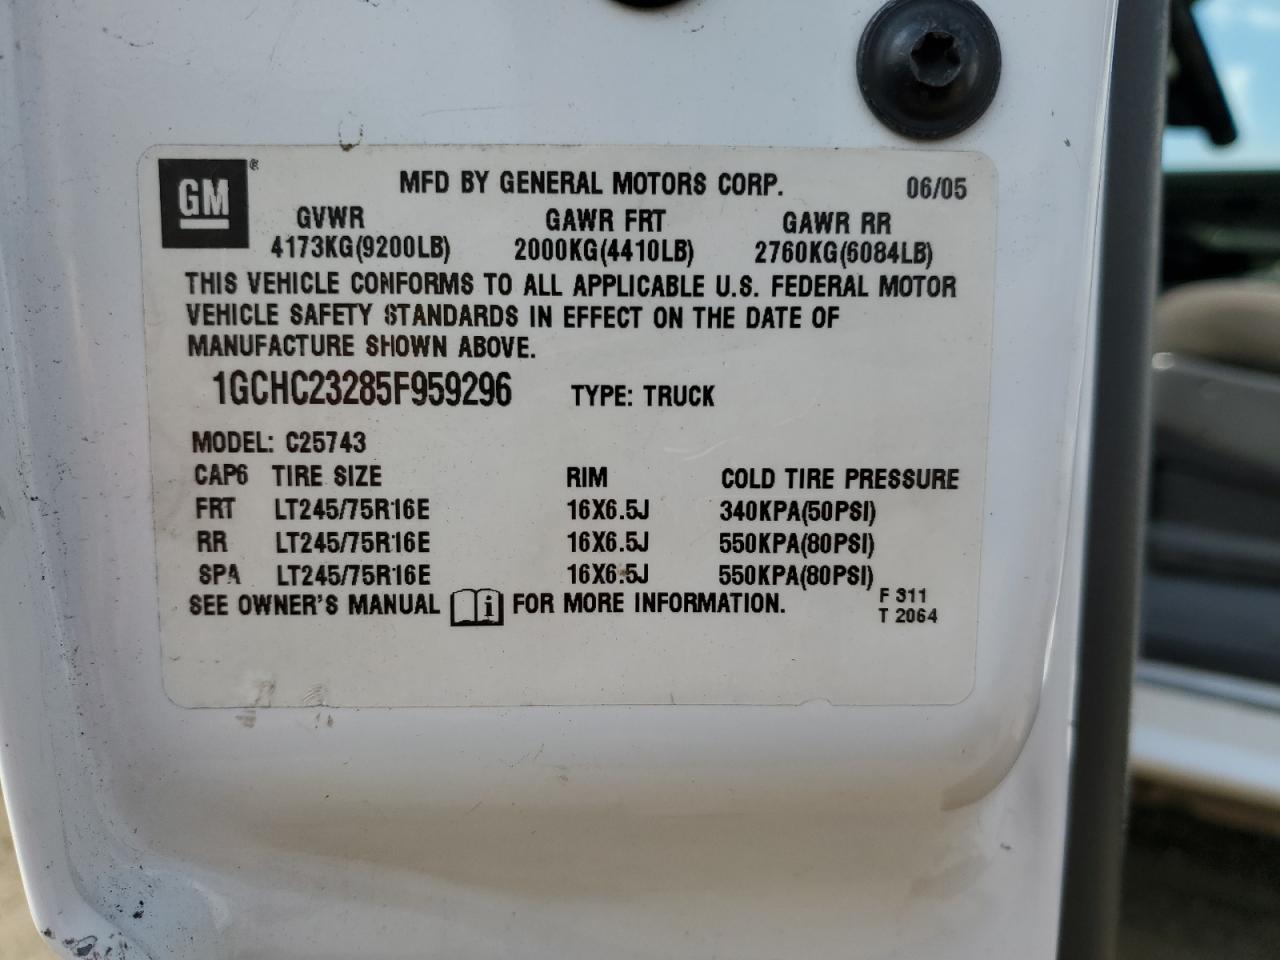 GM ® MFD BY GENERAL MOTORS CORP. 06/05
GVWR GAWR FRT GAWR RR
4173KG(9200LB) 2000KG(4410LB) 2760KG(6084LB)
THIS VEHICLE CONFORMS TO ALL APPLICABLE U.S. FEDERAL MOTOR
VEHICLE SAFETY STANDARDS IN EFFECT ON THE DATE OF
MANUFACTURE SHOWN ABOVE.
1GCHC23285F959296 TYPE: TRUCK
MODEL: C25743
CAP6 TIRE SIZE RIM COLD TIRE PRESSURE
FRT LT245/75R16E 16X6.5J 340KPA(50PSI)
RR LT245/75R16E 16X6.5J 550KPA(80PSI)
SPA LT245/75R16E 16X6.5J 550KPA(80PSI)
SEE OWNER'S MANUAL i FOR MORE INFORMATION. F 311
T 2064